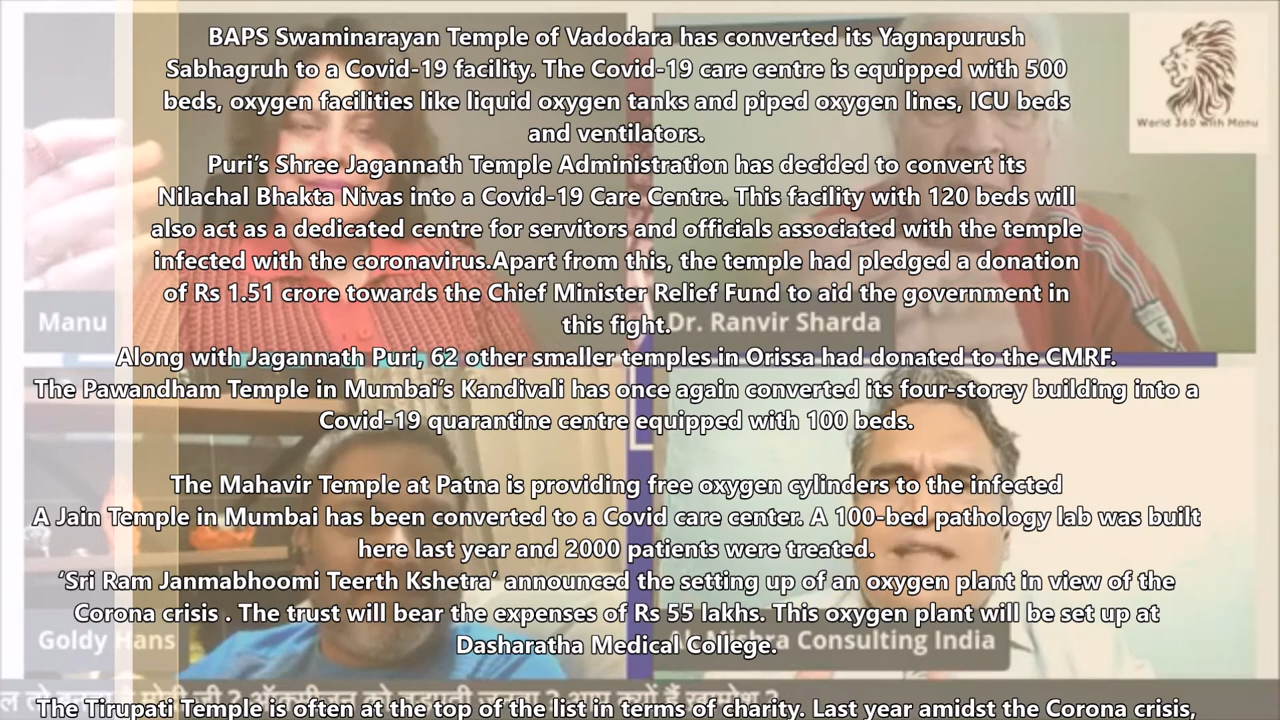 BAPS Swaminarayan Temple of Vadodara has converted its Yagnapurush
Sabhagruh to a Covid-19 facility. The Covid-19 care centre is equipped with 500
beds, oxygen facilities like liquid oxygen tanks and piped oxygen lines, ICU beds
and ventilators.
World 360 with Manu
Puri's Shree Jagannath Temple Administration has decided to convert its
Nilachal Bhakta Nivas into a Covid-19 Care Centre. This facility with 120 beds will
also act as a dedicated centre for servitors and officials associated with the temple
infected with the coronavirus.Apart from this, the temple had pledged a donation
of Rs 1.51 crore towards the Chief Minister Relief Fund to aid the government in
this fight.
Manu
Dr. Ranvir Sharda
Along with Jagannath Puri, 62 other smaller temples in Orissa had donated to the CMRF.
The Pawandham Temple in Mumbai's Kandivali has once again converted its four-storey building into a
Covid-19 quarantine centre equipped with 100 beds.
The Mahavir Temple at Patna is providing free oxygen cylinders to the infected
A Jain Temple in Mumbai has been converted to a Covid care center. A 100-bed pathology lab was built
here last year and 2000 patients were treated.
‘Sri Ram Janmabhoomi Teerth Kshetra’ announced the setting up of an oxygen plant in view of the
Corona crisis . The trust will bear the expenses of Rs 55 lakhs. This oxygen plant will be set up at
Dasharatha Medical College.
Goldy Hans
Mishra Consulting India
मोदी जी ? ऑक्सीजन को तड़पती जनता ? आप क्यों हैं खामोश ?
The Tirupati Temple is often at the top of the list in terms of charity. Last year amidst the Corona crisis,